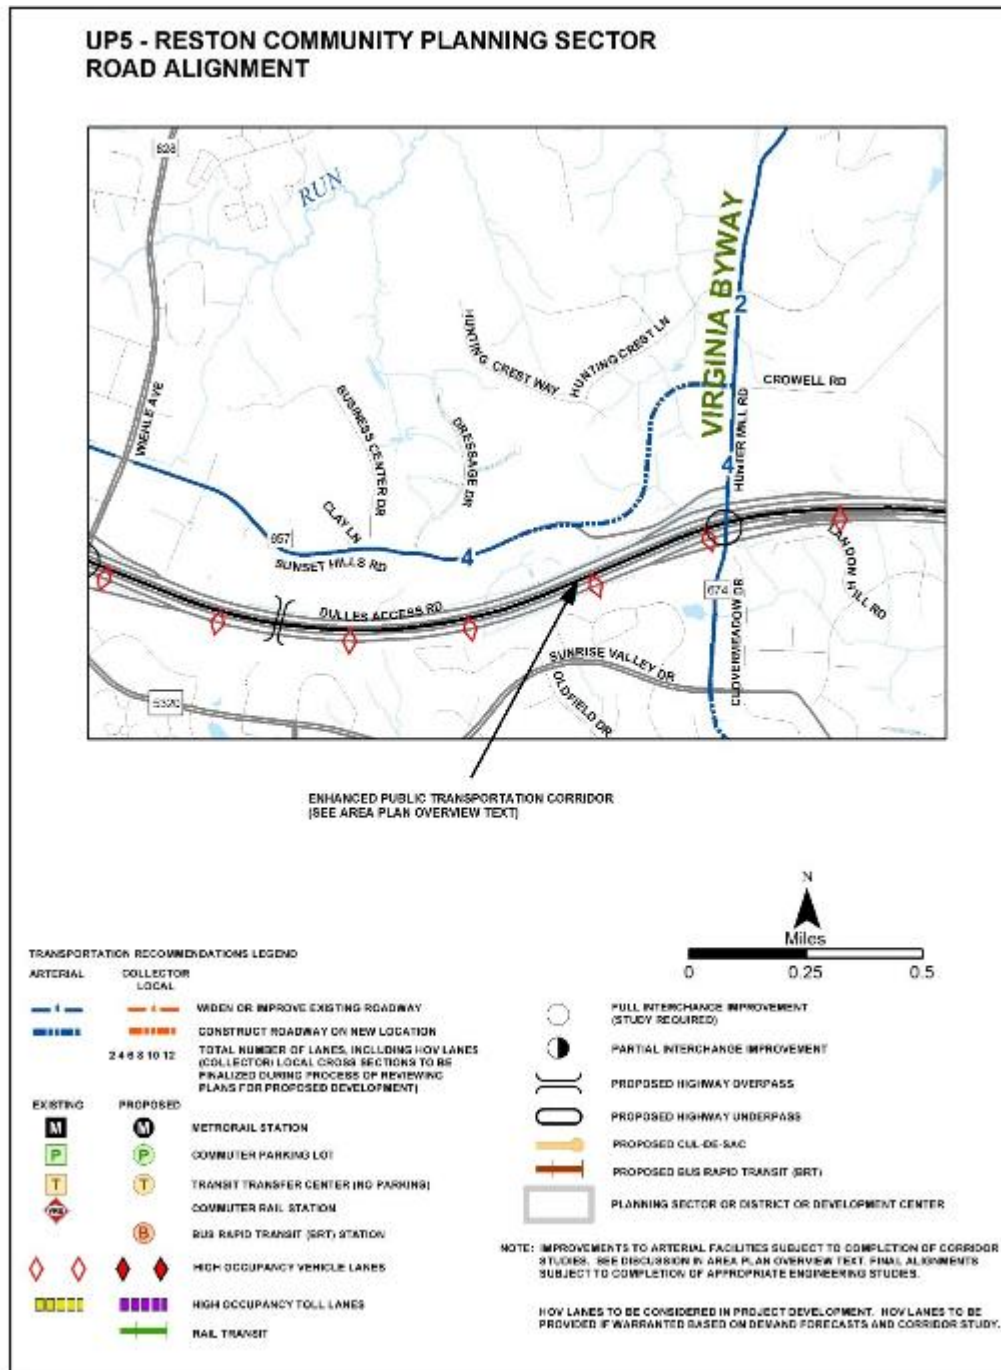 UP5 - RESTON COMMUNITY PLANNING SECTOR
ROAD ALIGNMENT
828
RUN
VIRGINIA BYWAY
2
HUNTING CREST WAY
HUNTING CREST LN
CROWELL RD
WIEHLE AVE
BUSINESS CENTER DR
DRESSAGE DR
HUNTER MILL RD
4
CLAY LN
657
SUNSET HILLS RD
4
LANDON HILL RD
DULLES ACCESS RD
674
CLOVERMEADOW DR
SUNRISE VALLEY DR
OLDFIELD DR
5320
ENHANCED PUBLIC TRANSPORTATION CORRIDOR
(SEE AREA PLAN OVERVIEW TEXT)
N
Miles
0 0.25 0.5
TRANSPORTATION RECOMMENDATIONS LEGEND
ARTERIAL COLLECTOR
LOCAL
4 4 WIDEN OR IMPROVE EXISTING ROADWAY
CONSTRUCT ROADWAY ON NEW LOCATION
2 4 6 8 10 12 TOTAL NUMBER OF LANES, INCLUDING HOV LANES
(COLLECTOR/ LOCAL CROSS SECTIONS TO BE
FINALIZED DURING PROCESS OF REVIEWING
PLANS FOR PROPOSED DEVELOPMENT)
EXISTING PROPOSED
M M METRORAIL STATION
P P COMMUTER PARKING LOT
T T TRANSIT TRANSFER CENTER (NO PARKING)
VRE COMMUTER RAIL STATION
B BUS RAPID TRANSIT (BRT) STATION
HIGH OCCUPANCY VEHICLE LANES
HIGH OCCUPANCY TOLL LANES
RAIL TRANSIT
FULL INTERCHANGE IMPROVEMENT
(STUDY REQUIRED)
PARTIAL INTERCHANGE IMPROVEMENT
PROPOSED HIGHWAY OVERPASS
PROPOSED HIGHWAY UNDERPASS
PROPOSED CUL-DE-SAC
PROPOSED BUS RAPID TRANSIT (BRT)
PLANNING SECTOR OR DISTRICT OR DEVELOPMENT CENTER
NOTE: IMPROVEMENTS TO ARTERIAL FACILITIES SUBJECT TO COMPLETION OF CORRIDOR
STUDIES. SEE DISCUSSION IN AREA PLAN OVERVIEW TEXT. FINAL ALIGNMENTS
SUBJECT TO COMPLETION OF APPROPRIATE ENGINEERING STUDIES.
HOV LANES TO BE CONSIDERED IN PROJECT DEVELOPMENT. HOV LANES TO BE
PROVIDED IF WARRANTED BASED ON DEMAND FORECASTS AND CORRIDOR STUDY.